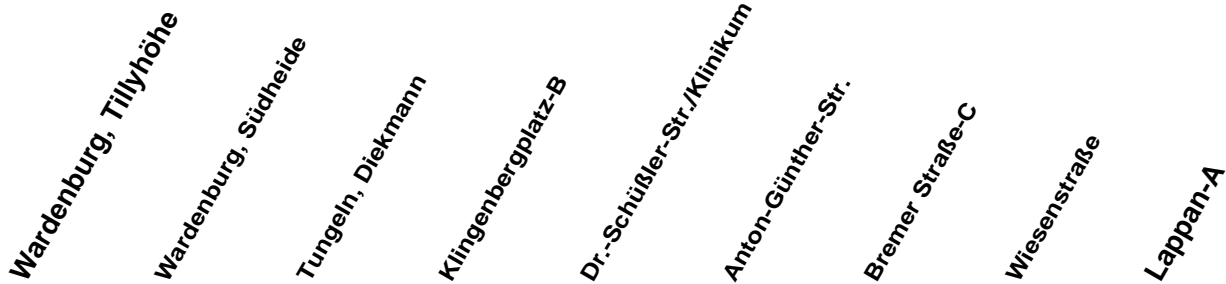 Wardenburg, Tillyhöhe
Wardenburg, Südheide
Tungeln, Diekmann
Klingenbergplatz-B
Dr.-Schüßler-Str./Klinikum
Anton-Günther-Str.
Bremer Straße-C
Wiesenstraße
Lappan-A